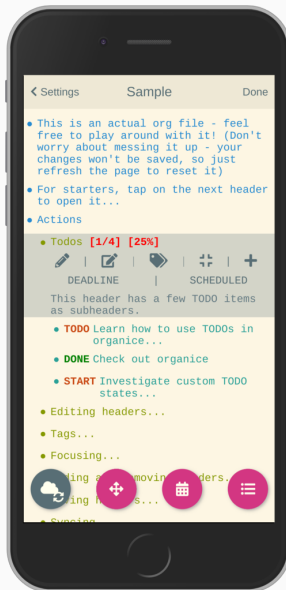 Settings Sample Done
This is an actual org file - feel
free to play around with it! (Don't
worry about messing it up - your
changes won't be saved, so just
refresh the page to reset it)
For starters, tap on the next header
to open it...
Actions
Todos [1/4] [25%]
DEADLINE | SCHEDULED
This header has a few TODO items
as subheaders.
TODO Learn how to use TODOs in
organice...
DONE Check out organice
START Investigate custom TODO
states...
Editing headers...
Tags...
Focusing...